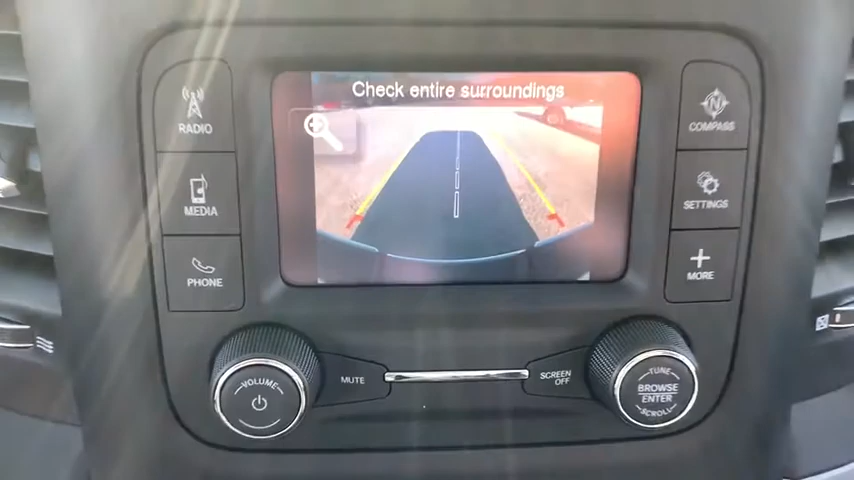 Check entire surroundings
RADIO
MEDIA
PHONE
COMPASS
SETTINGS
MORE
VOLUME
MUTE
SCREEN
OFF
TUNE
BROWSE
ENTER
SCROLL